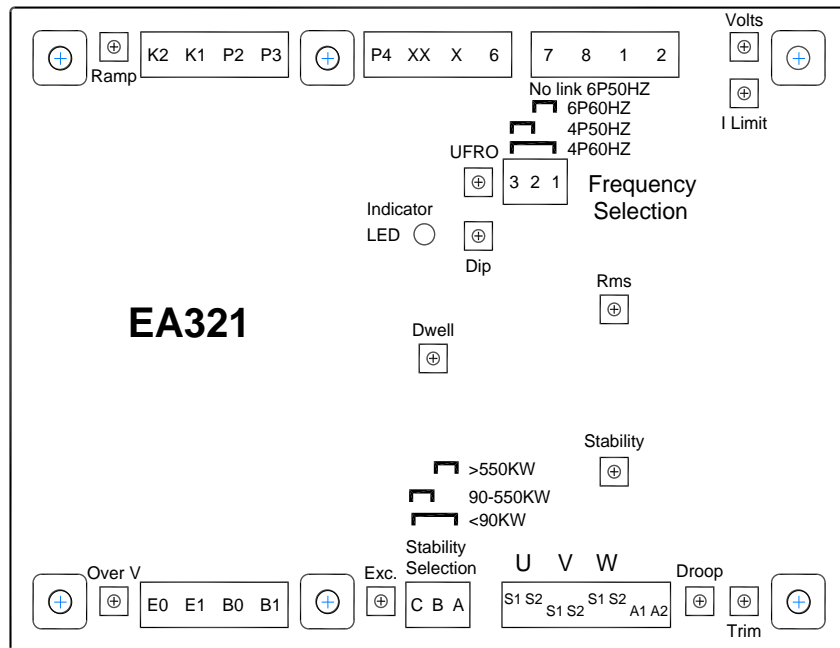 Volts
K2 K1 P2 P3
P4 XX X 6
7 8 1 2
Ramp
No link 6P50HZ
6P60HZ
I Limit
4P50HZ
4P60HZ
UFRO
3 2 1
Frequency
Selection
Indicator
LED
Dip
Rms
EA321
Dwell
Stability
>550KW
90-550KW
<90KW
Stability
Selection
U V W
Over V
Exc.
Droop
E0 E1 B0 B1
C B A
S1 S2 S1 S2 S1 S2 A1 A2
Trim